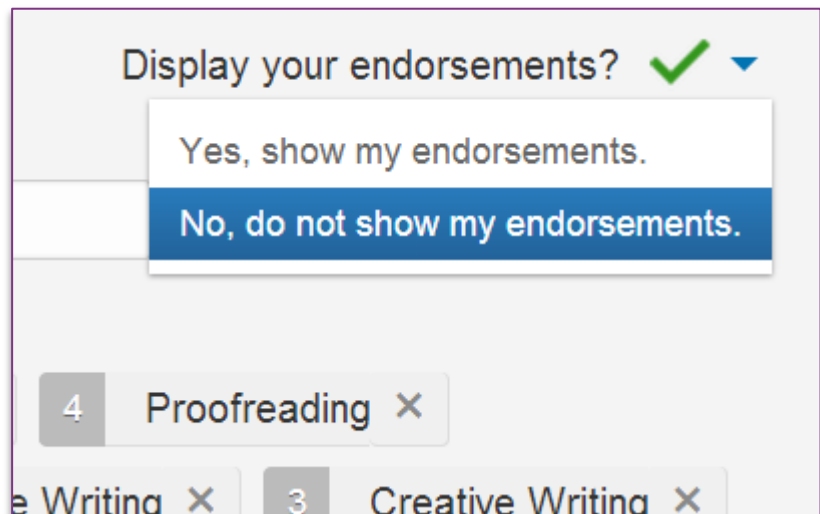 Display your endorsements?
Yes, show my endorsements.
No, do not show my endorsements.
4 Proofreading ×
e Writing × 3 Creative Writing ×